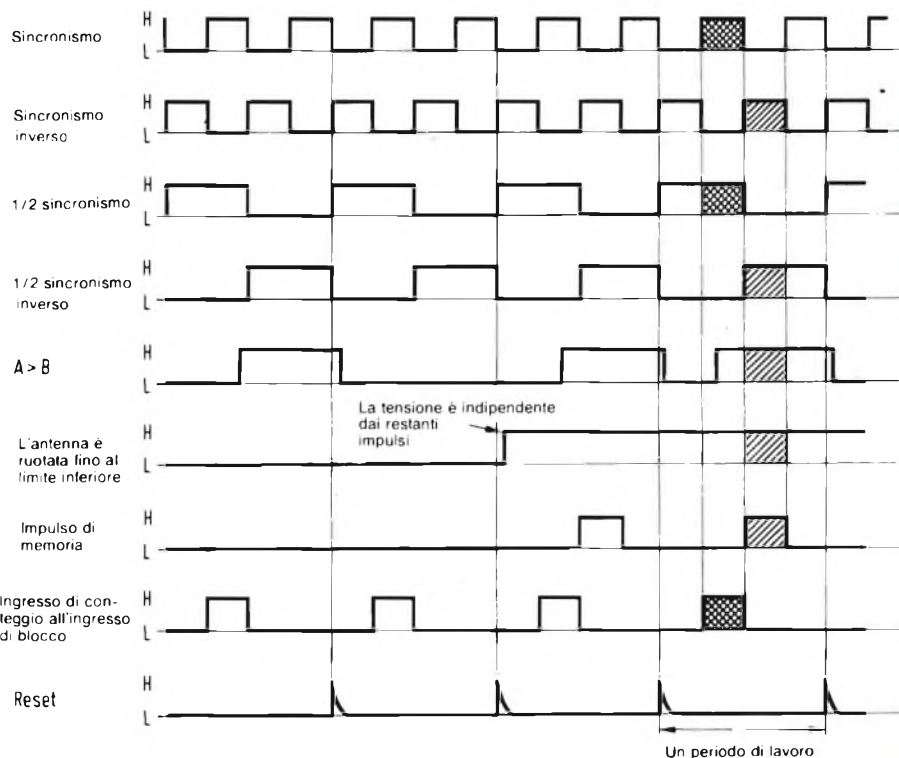 H
Sincronismo
L
H
Sincronismo
inverso
L
H
1/2 sincronismo
L
H
1/2 sincronismo
inverso
L
H
A > B
L
La tensione è indipendente
dai restanti
impulsi
H
L'antenna è
ruotata fino al
limite inferiore
L
H
Impulso di
memoria
L
Ingresso di con-
teggio all'ingresso
di blocco
H
L
H
Reset
L
Un periodo di lavoro